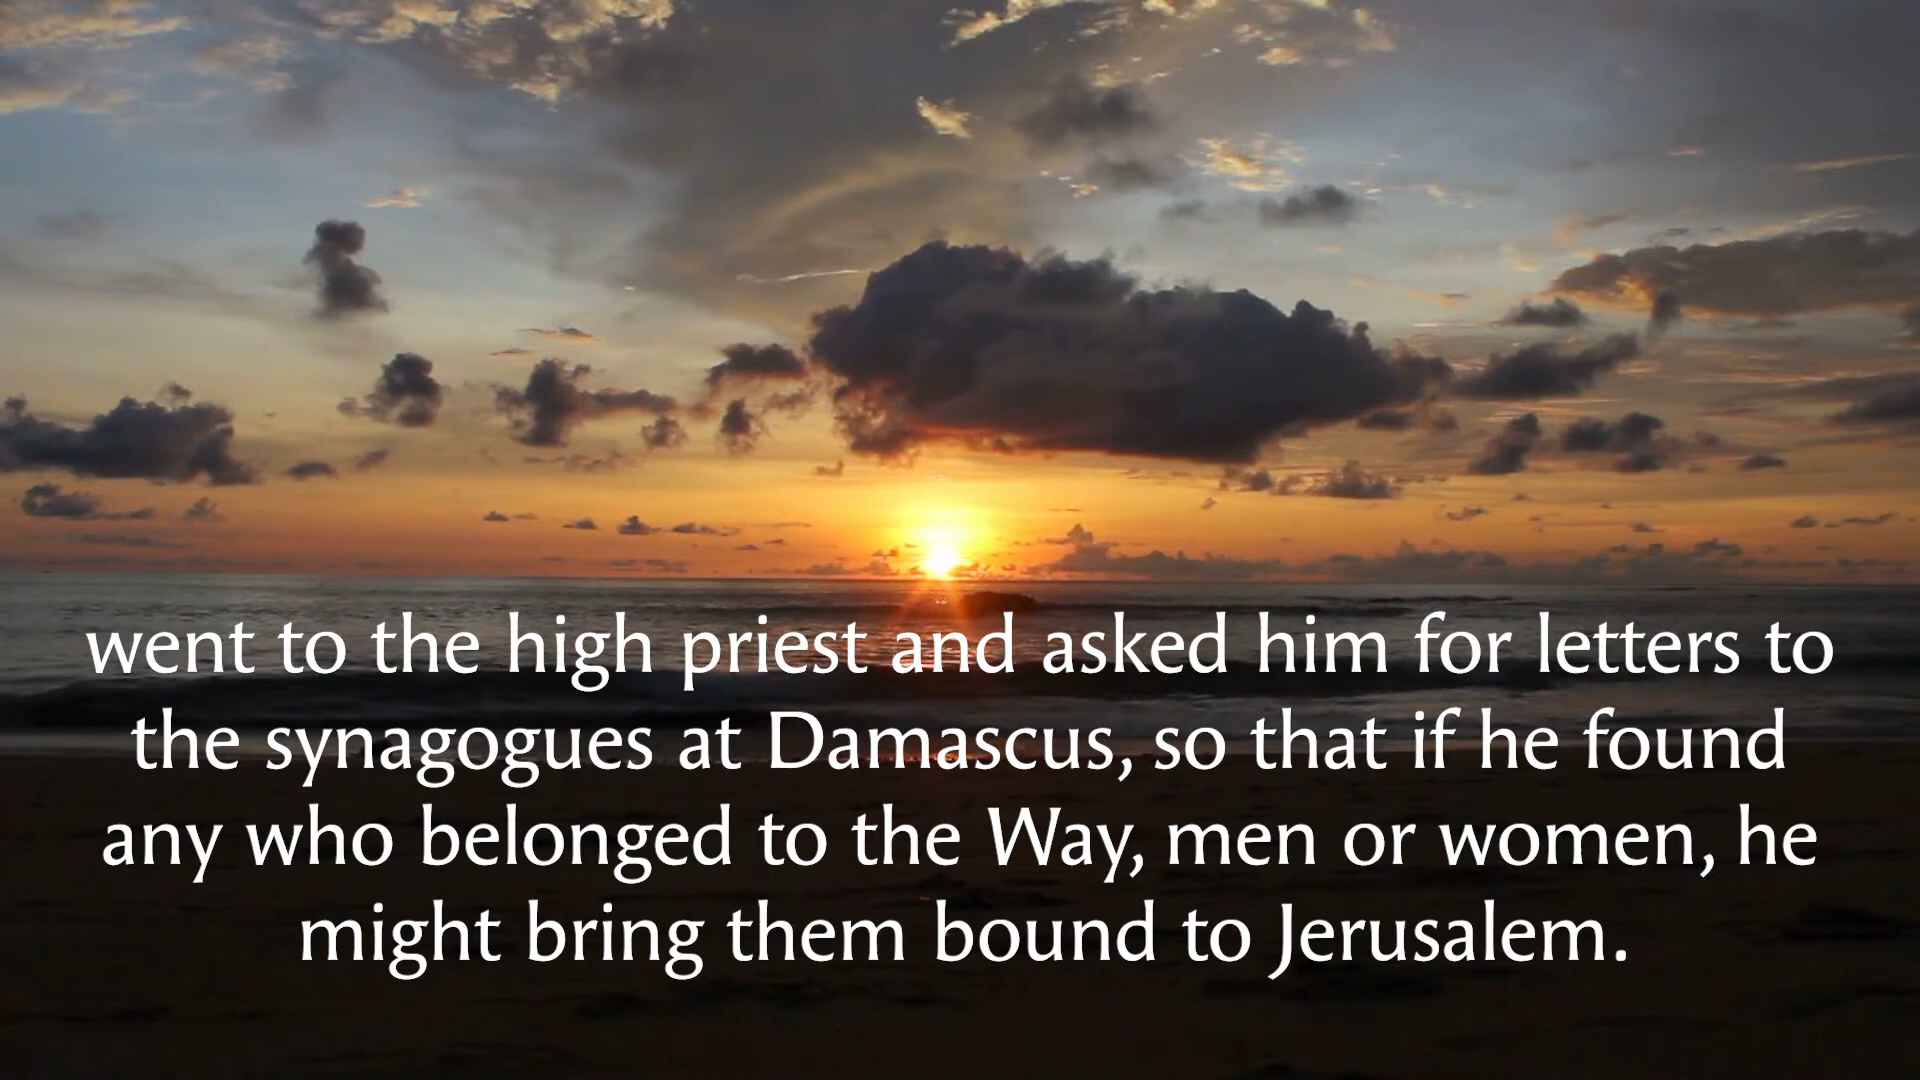 went to the high priest and asked him for letters to
the synagogues at Damascus, so that if he found
any who belonged to the Way, men or women, he
might bring them bound to Jerusalem.